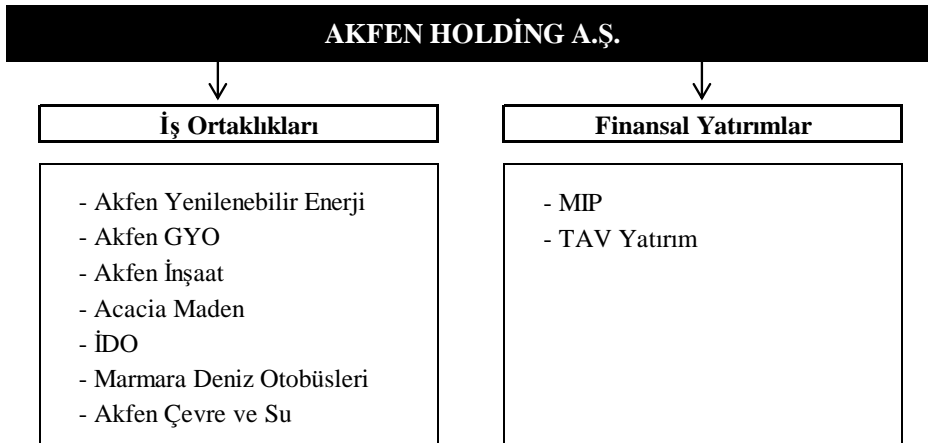 AKFEN HOLDİNG A.Ş.
İş Ortaklıkları
- Akfen Yenilenebilir Enerji
- Akfen GYO
- Akfen İnşaat
- Acacia Maden
- İDO
- Marmara Deniz Otobüsleri
- Akfen Çevre ve Su
Finansal Yatırımlar
- MIP
- TAV Yatırım